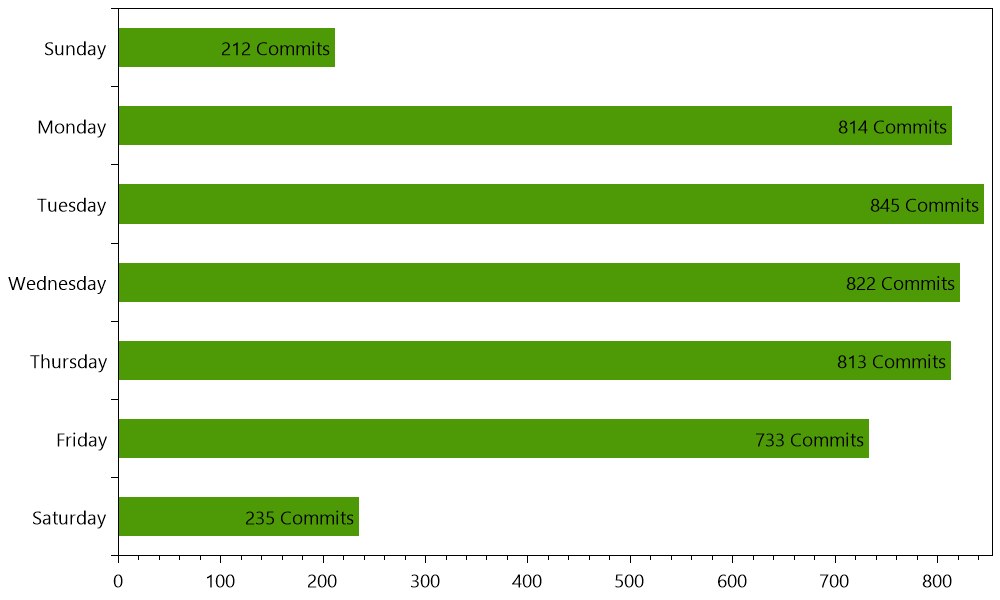 Sunday 212 Commits
Monday 814 Commits
Tuesday 845 Commits
Wednesday 822 Commits
Thursday 813 Commits
Friday 733 Commits
Saturday 235 Commits
0 100 200 300 400 500 600 700 800